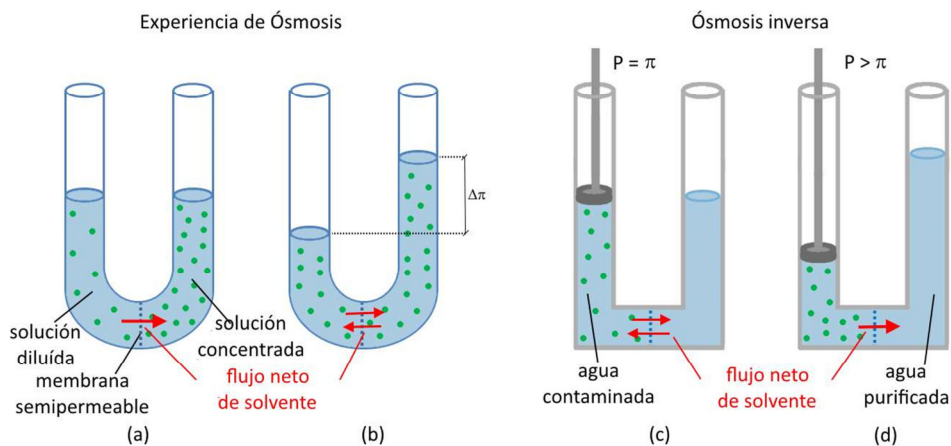 Experiencia de Ósmosis
Ósmosis inversa
P = π
P > π
Δπ
solución
diluída
membrana
semipermeable
solución
concentrada
flujo neto
de solvente
agua
contaminada
flujo neto
de solvente
agua
purificada
(a)
(b)
(c)
(d)